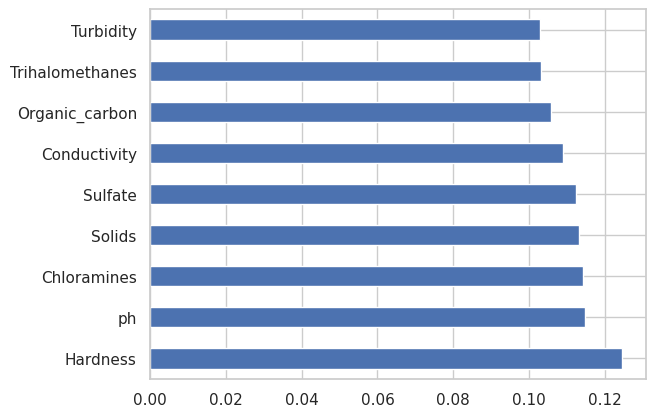 Turbidity
Trihalomethanes
Organic_carbon
Conductivity
Sulfate
Solids
Chloramines
ph
Hardness
0.00 0.02 0.04 0.06 0.08 0.10 0.12